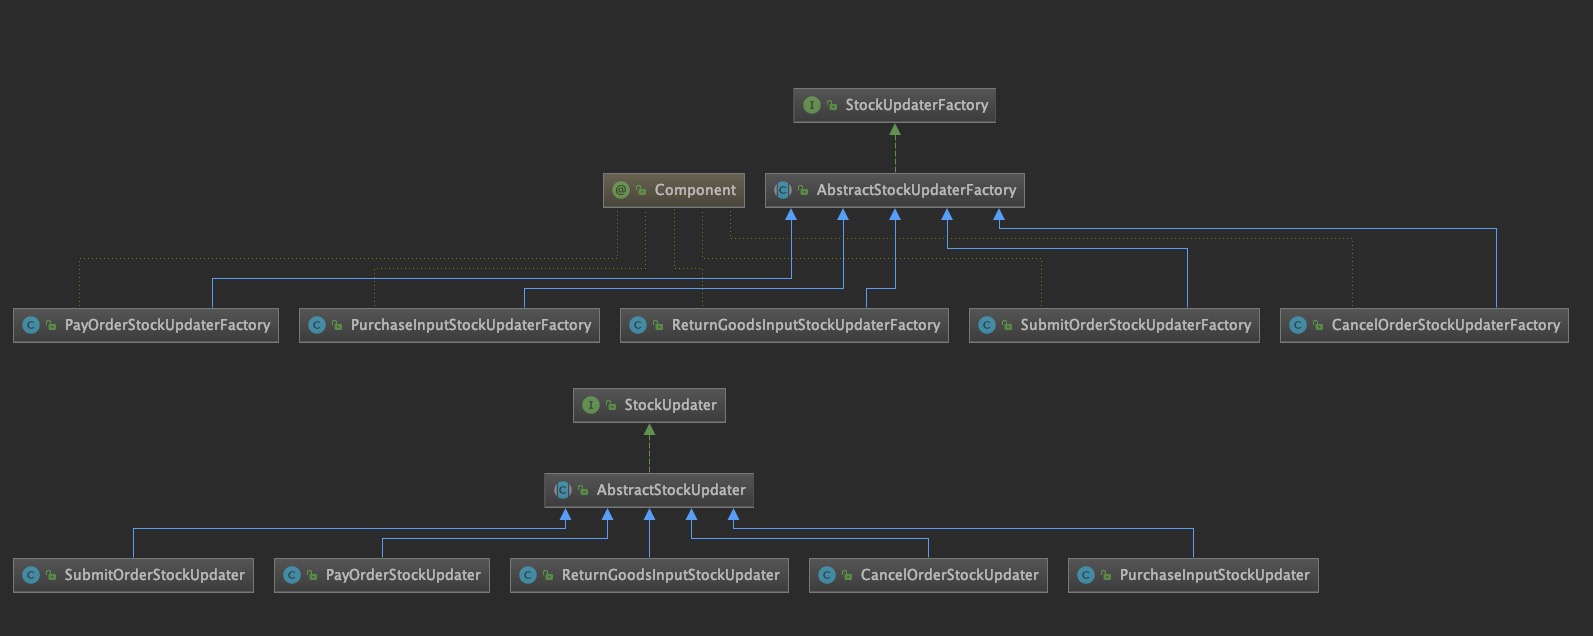 I StockUpdaterFactory
@ Component
C AbstractStockUpdaterFactory
C PayOrderStockUpdaterFactory
C PurchaseInputStockUpdaterFactory
C ReturnGoodsInputStockUpdaterFactory
C SubmitOrderStockUpdaterFactory
C CancelOrderStockUpdaterFactory
I StockUpdater
C AbstractStockUpdater
C SubmitOrderStockUpdater
C PayOrderStockUpdater
C ReturnGoodsInputStockUpdater
C CancelOrderStockUpdater
C PurchaseInputStockUpdater